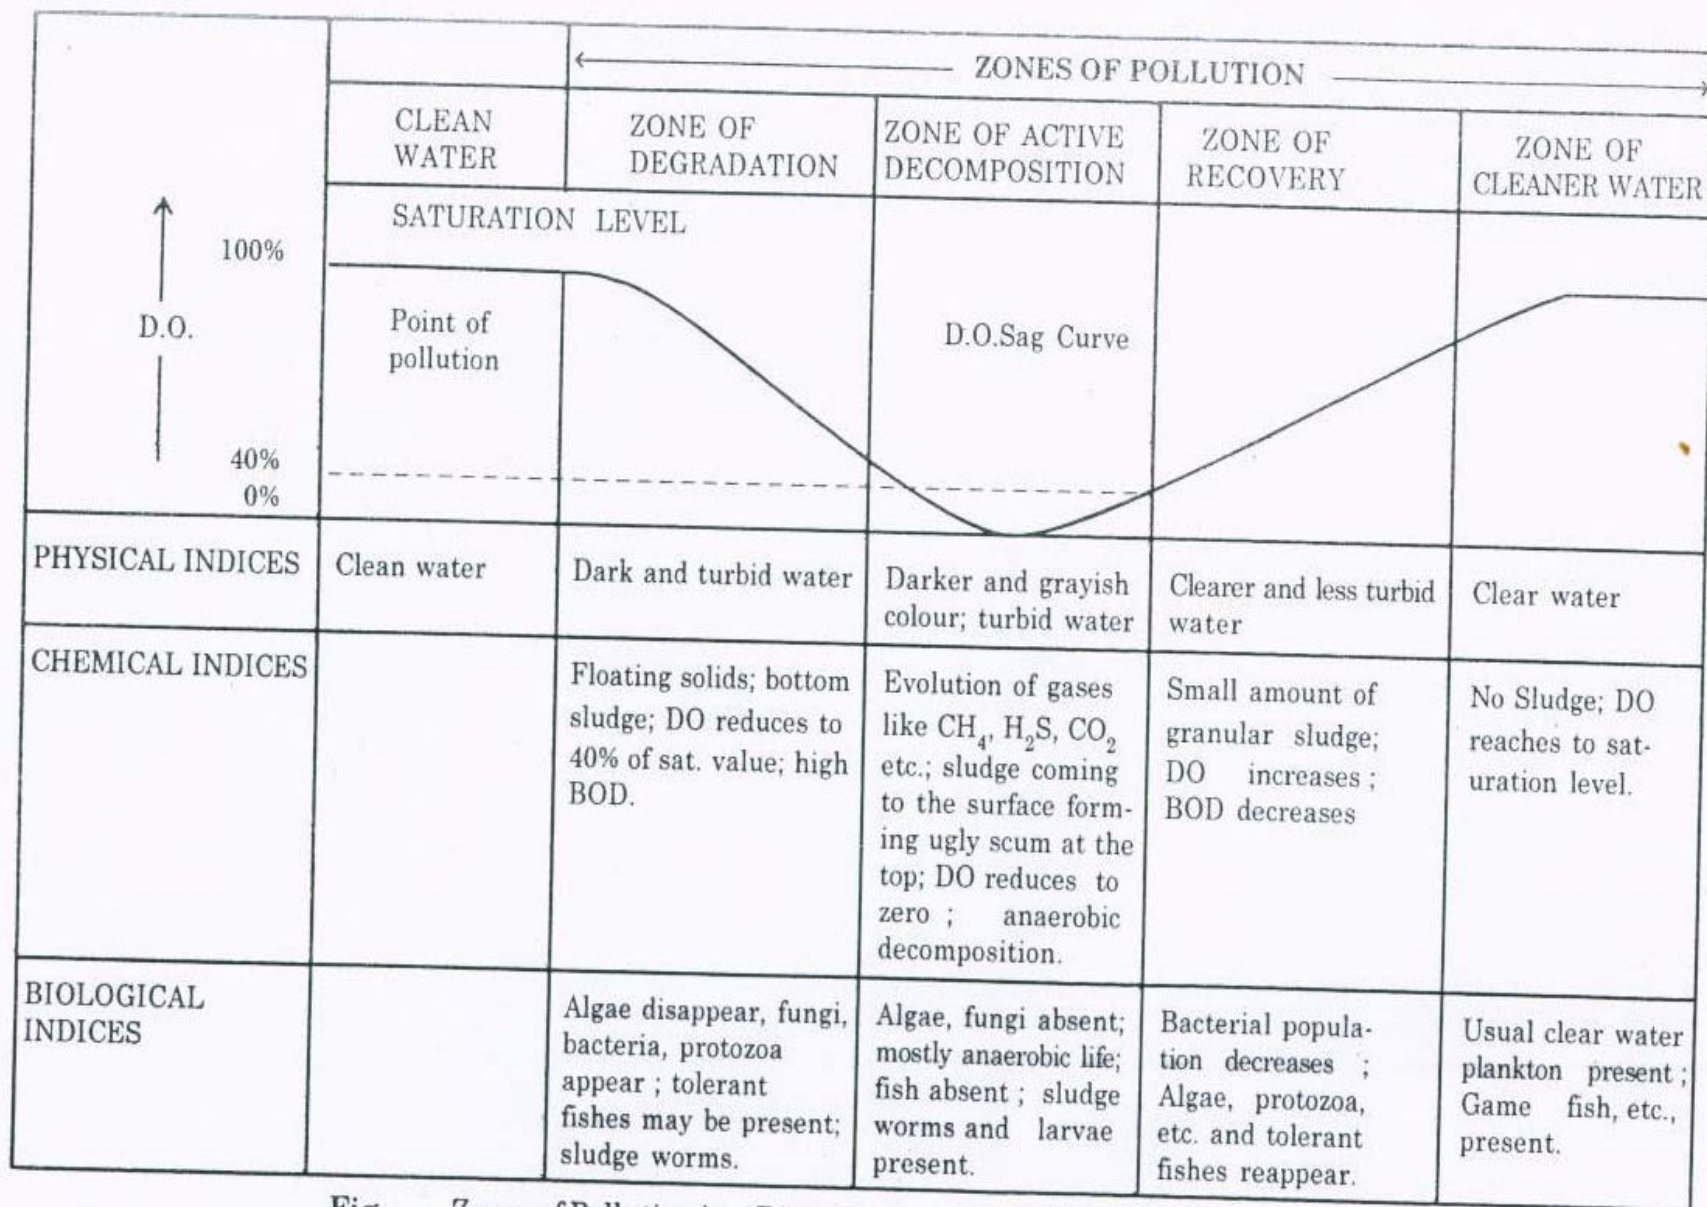 ZONES OF POLLUTION
CLEAN
WATER
ZONE OF
DEGRADATION
ZONE OF ACTIVE
DECOMPOSITION
ZONE OF
RECOVERY
ZONE OF
CLEANER WATER
SATURATION LEVEL
100%
D.O.
40%
0%
Point of
pollution
D.O.Sag Curve
PHYSICAL INDICES
Clean water
Dark and turbid water
Darker and grayish
colour; turbid water
Clearer and less turbid
water
Clear water
CHEMICAL INDICES
Floating solids; bottom
sludge; DO reduces to
40% of sat. value; high
BOD.
Evolution of gases
like CH₄, H₂S, CO₂
etc.; sludge coming
to the surface form-
ing ugly scum at the
top; DO reduces to
zero ; anaerobic
decomposition.
Small amount of
granular sludge;
DO increases ;
BOD decreases
No Sludge; DO
reaches to sat-
uration level.
BIOLOGICAL
INDICES
Algae disappear, fungi,
bacteria, protozoa
appear ; tolerant
fishes may be present;
sludge worms.
Algae, fungi absent;
mostly anaerobic life;
fish absent ; sludge
worms and larvae
present.
Bacterial popula-
tion decreases ;
Algae, protozoa,
etc. and tolerant
fishes reappear.
Usual clear water
plankton present ;
Game fish, etc.,
present.
Fig. Zones of Pollution